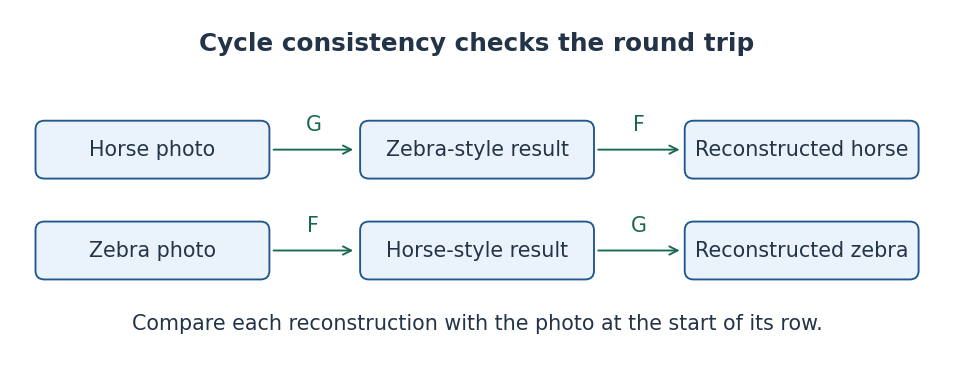 Cycle consistency checks the round trip
G
F
Horse photo
Zebra-style result
Reconstructed horse
F
G
Zebra photo
Horse-style result
Reconstructed zebra
Compare each reconstruction with the photo at the start of its row.